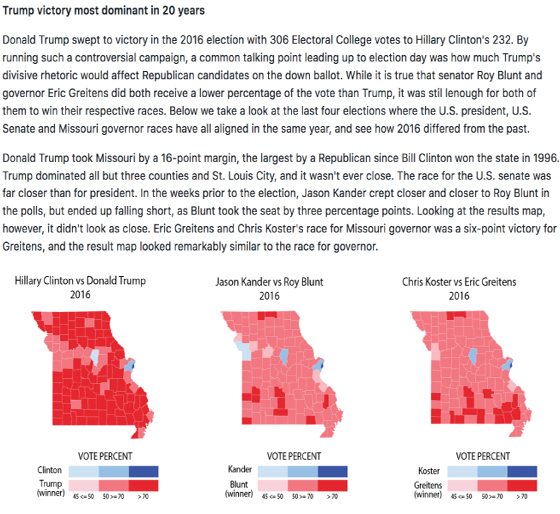 Trump victory most dominant in 20 years
Donald Trump swept to victory in the 2016 election with 306 Electoral College votes to Hillary Clinton's 232. By
running such a controversial campaign, a common talking point leading up to election day was how much Trump's
divisive rhetoric would affect Republican candidates on the down ballot. While it is true that senator Roy Blunt and
governor Eric Greitens did both receive a lower percentage of the vote than Trump, it was stil lenough for both of
them to win their respective races. Below we take a look at the last four elections where the U.S. president, U.S.
Senate and Missouri governor races have all aligned in the same year, and see how 2016 differed from the past.
Donald Trump took Missouri by a 16-point margin, the largest by a Republican since Bill Clinton won the state in 1996.
Trump dominated all but three counties and St. Louis City, and it wasn't ever close. The race for the U.S. senate was
far closer than for president. In the weeks prior to the election, Jason Kander crept closer and closer to Roy Blunt in
the polls, but ended up falling short, as Blunt took the seat by three percentage points. Looking at the results map,
however, it didn't look as close. Eric Greitens and Chris Koster's race for Missouri governor was a six-point victory for
Greitens, and the result map looked remarkably similar to the race for governor.
Hillary Clinton vs Donald Trump
2016
Jason Kander vs Roy Blunt
2016
Chris Koster vs Eric Greitens
2016
VOTE PERCENT
Clinton
Trump
(winner)
45 <= 50 50 >= 70 > 70
VOTE PERCENT
Kander
Blunt
(winner)
45 <= 50 50 >= 70 > 70
VOTE PERCENT
Koster
Greitens
(winner)
45 <= 50 50 >= 70 > 70